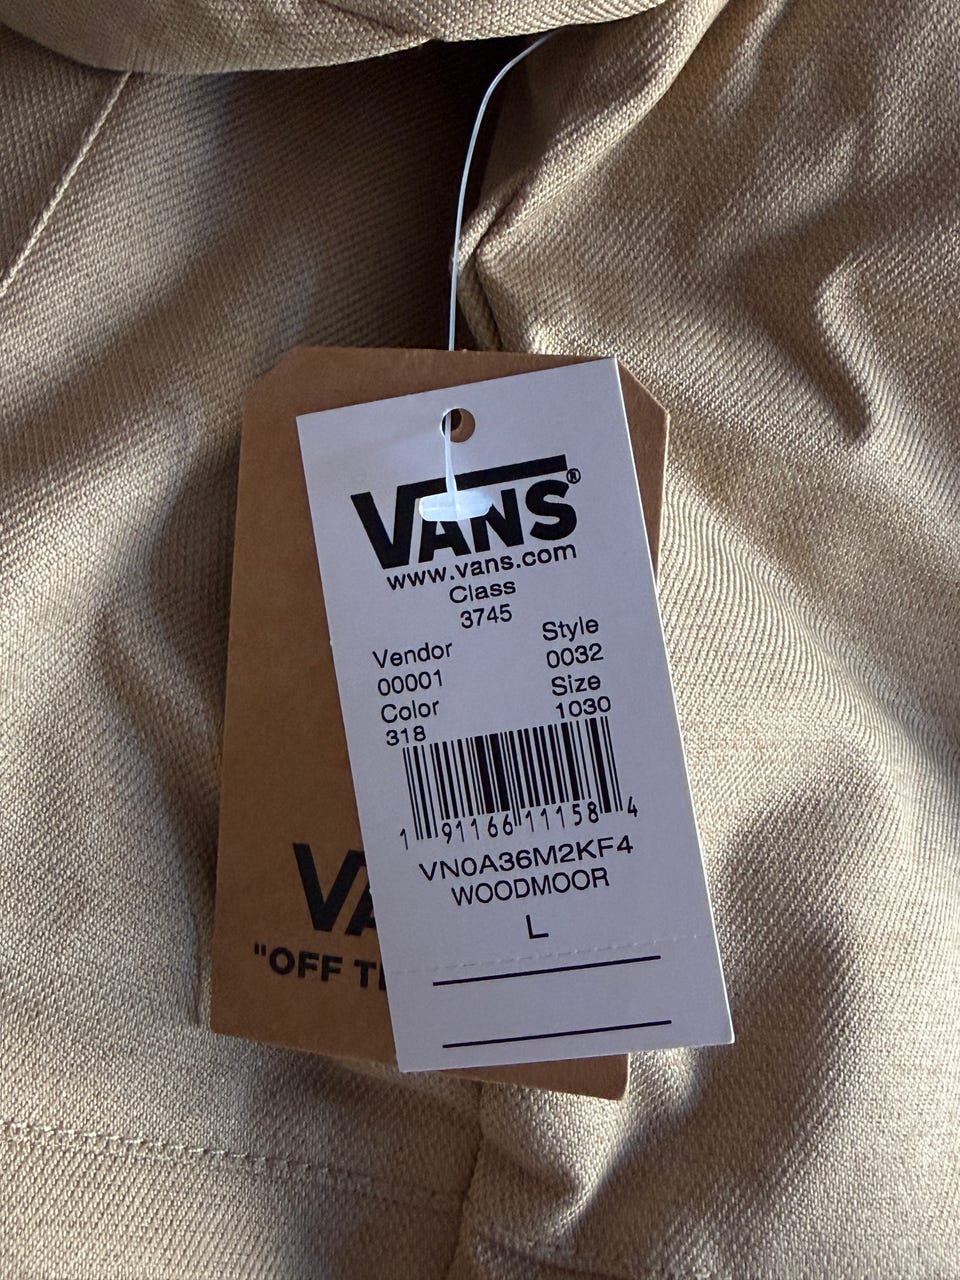 VANS®
www.vans.com
Class
3745
Vendor Style
00001 0032
Color Size
318 1030
1 91166 11158 4
VN0A36M2KF4
WOODMOOR
L
"OFF